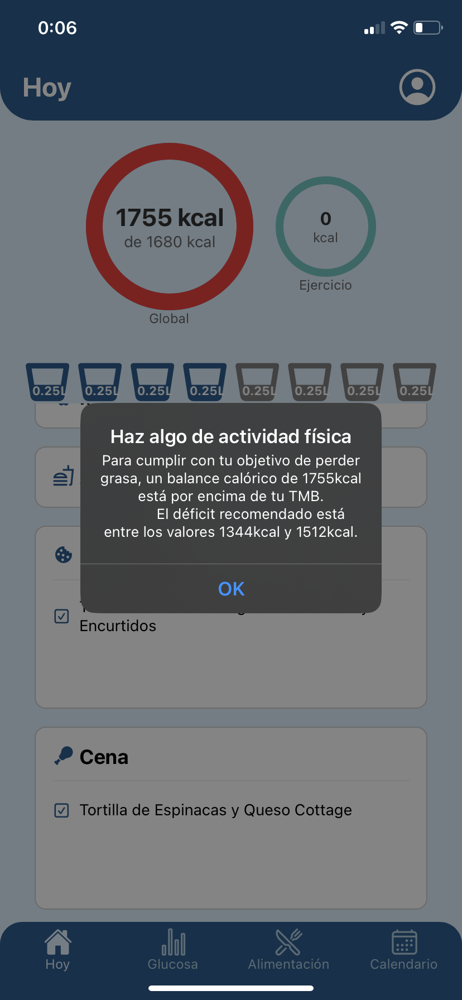 0:06
Hoy
1755 kcal
de 1680 kcal
Global
0
kcal
Ejercicio
0.25L 0.25L 0.25L 0.25L 0.25L 0.25L 0.25L 0.25L
Haz algo de actividad física
Para cumplir con tu objetivo de perder
grasa, un balance calórico de 1755kcal
está por encima de tu TMB.
El déficit recomendado está
entre los valores 1344kcal y 1512kcal.
OK
Encurtidos
Cena
Tortilla de Espinacas y Queso Cottage
Hoy Glucosa Alimentación Calendario